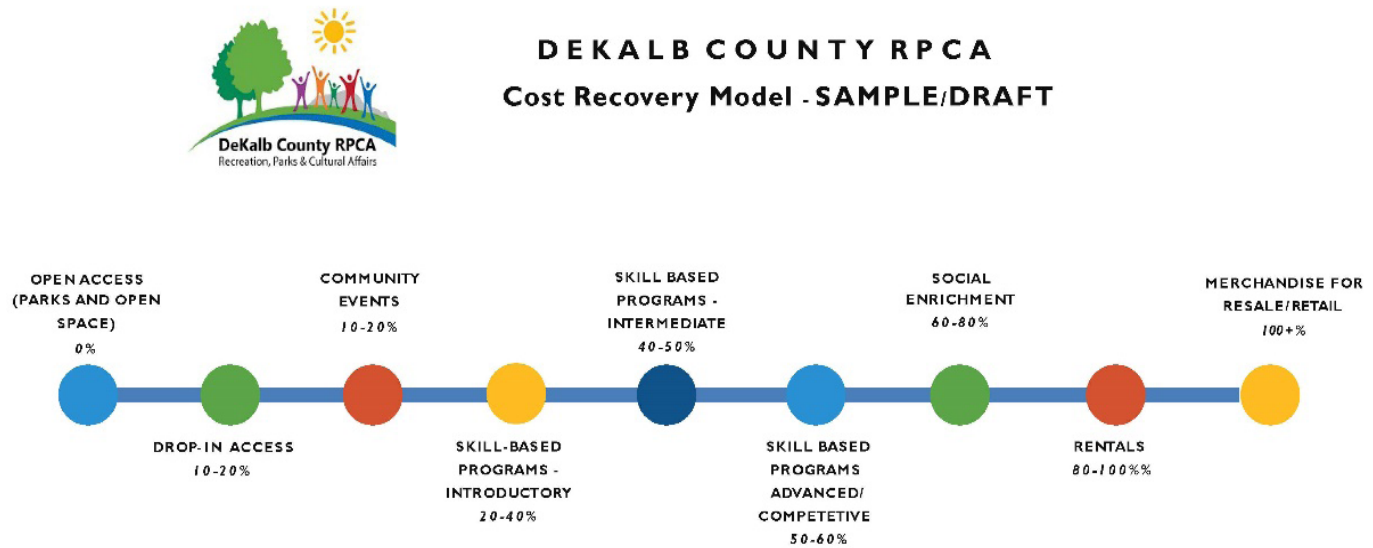 DEKALB COUNTY RPCA
Cost Recovery Model - SAMPLE/DRAFT
DeKalb County RPCA
Recreation, Parks & Cultural Affairs
OPEN ACCESS
(PARKS AND OPEN
SPACE)
0%
DROP-IN ACCESS
10-20%
COMMUNITY
EVENTS
10-20%
SKILL-BASED
PROGRAMS -
INTRODUCTORY
20-40%
SKILL BASED
PROGRAMS -
INTERMEDIATE
40-50%
SKILL BASED
PROGRAMS
ADVANCED/
COMPETETIVE
50-60%
SOCIAL
ENRICHMENT
60-80%
RENTALS
80-100%%
MERCHANDISE FOR
RESALE/RETAIL
100+%